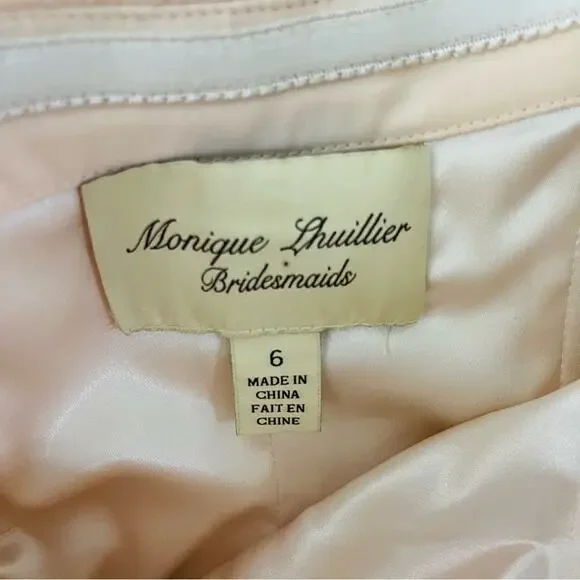 Monique Lhuillier
Bridesmaids
6
MADE IN
CHINA
FAIT EN
CHINE